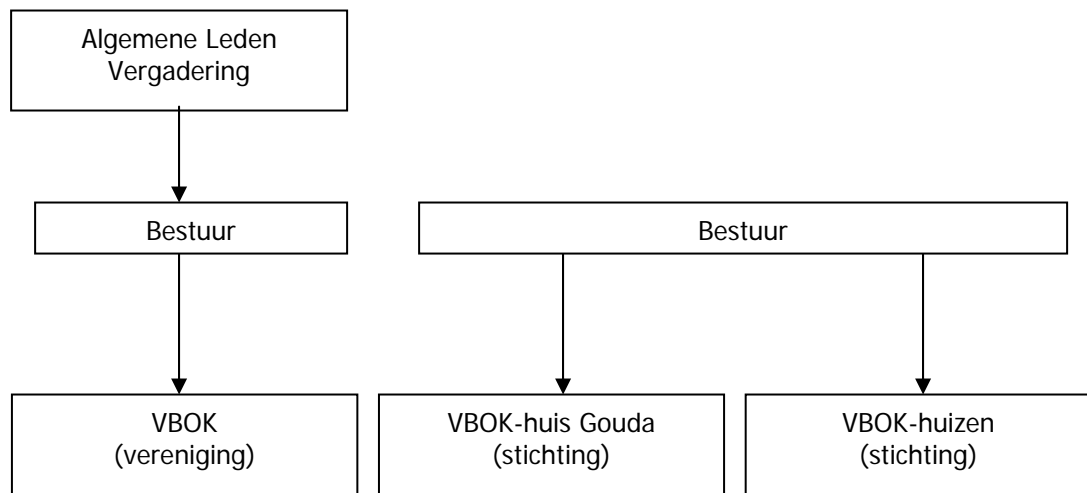 Algemene Leden
Vergadering
Bestuur
Bestuur
VBOK
(vereniging)
VBOK-huis Gouda
(stichting)
VBOK-huizen
(stichting)